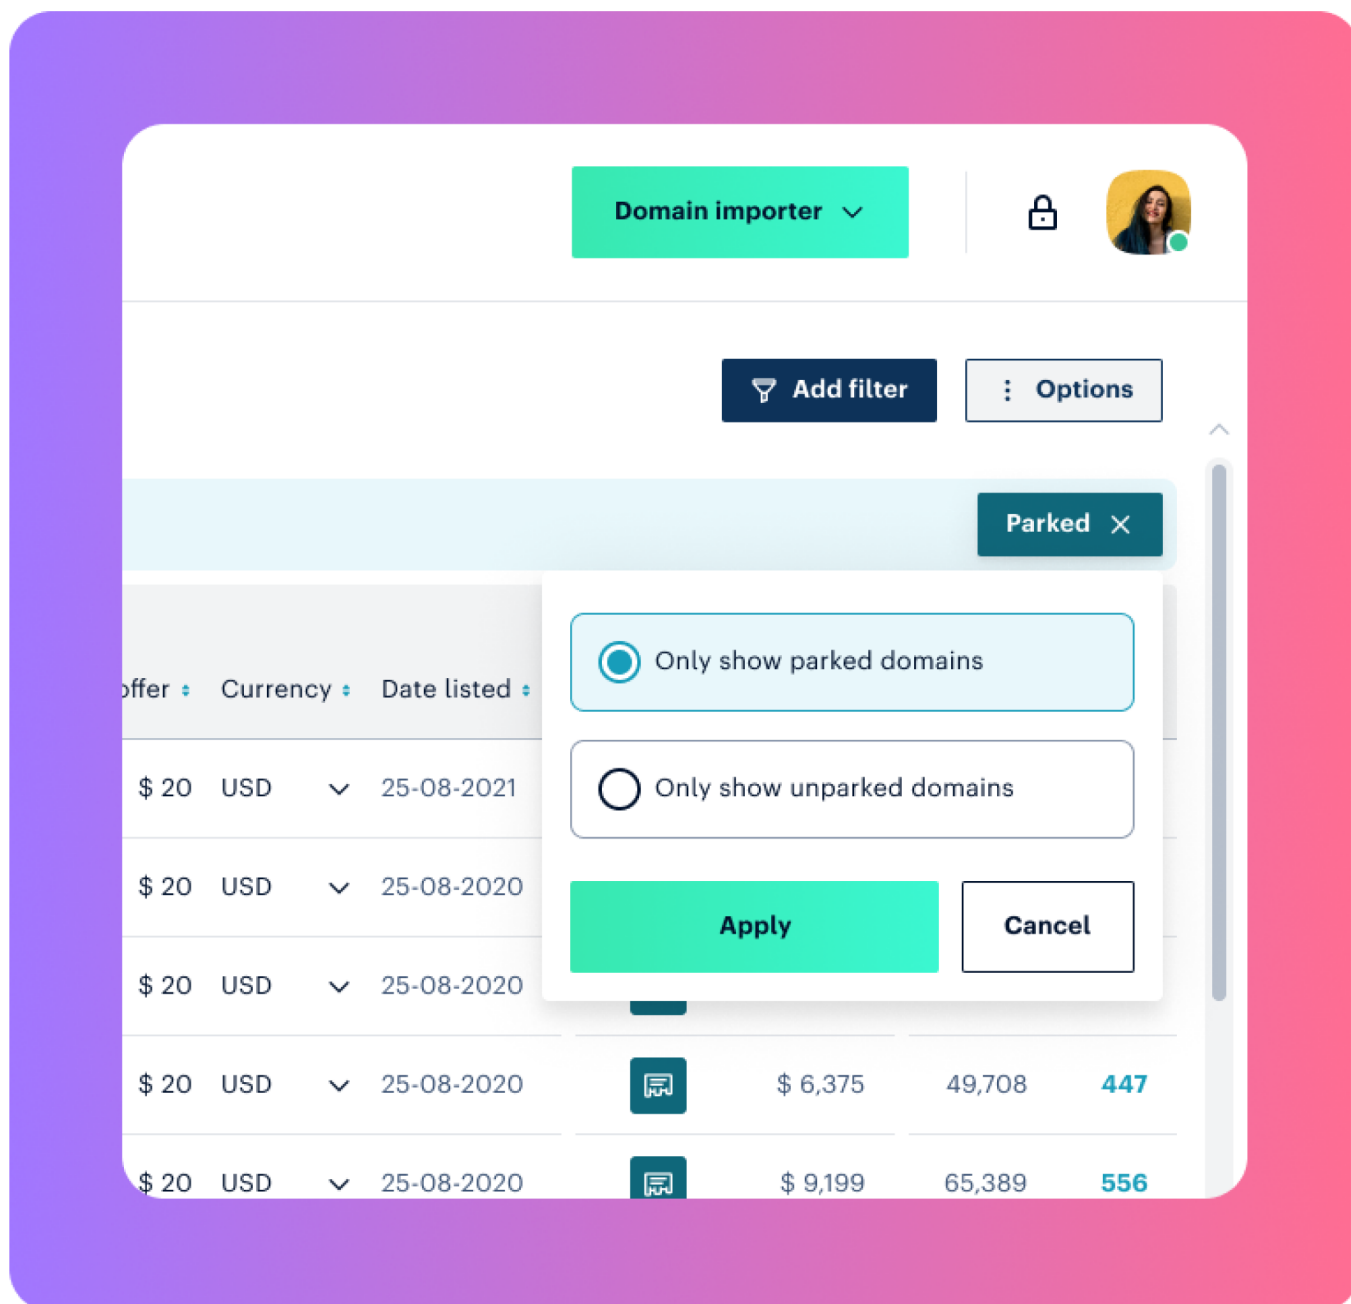 Domain importer
Add filter
Options
Parked
Only show parked domains
offer Currency Date listed
$ 20 USD 25-08-2021
Only show unparked domains
$ 20 USD 25-08-2020
Apply Cancel
$ 20 USD 25-08-2020
$ 20 USD 25-08-2020 $ 6,375 49,708 447
$ 20 USD 25-08-2020 $ 9,199 65,389 556